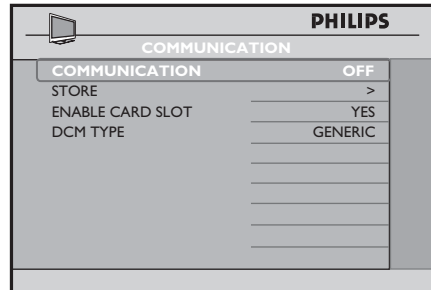 PHILIPS
COMMUNICATION
COMMUNICATION OFF
STORE >
ENABLE CARD SLOT YES
DCM TYPE GENERIC